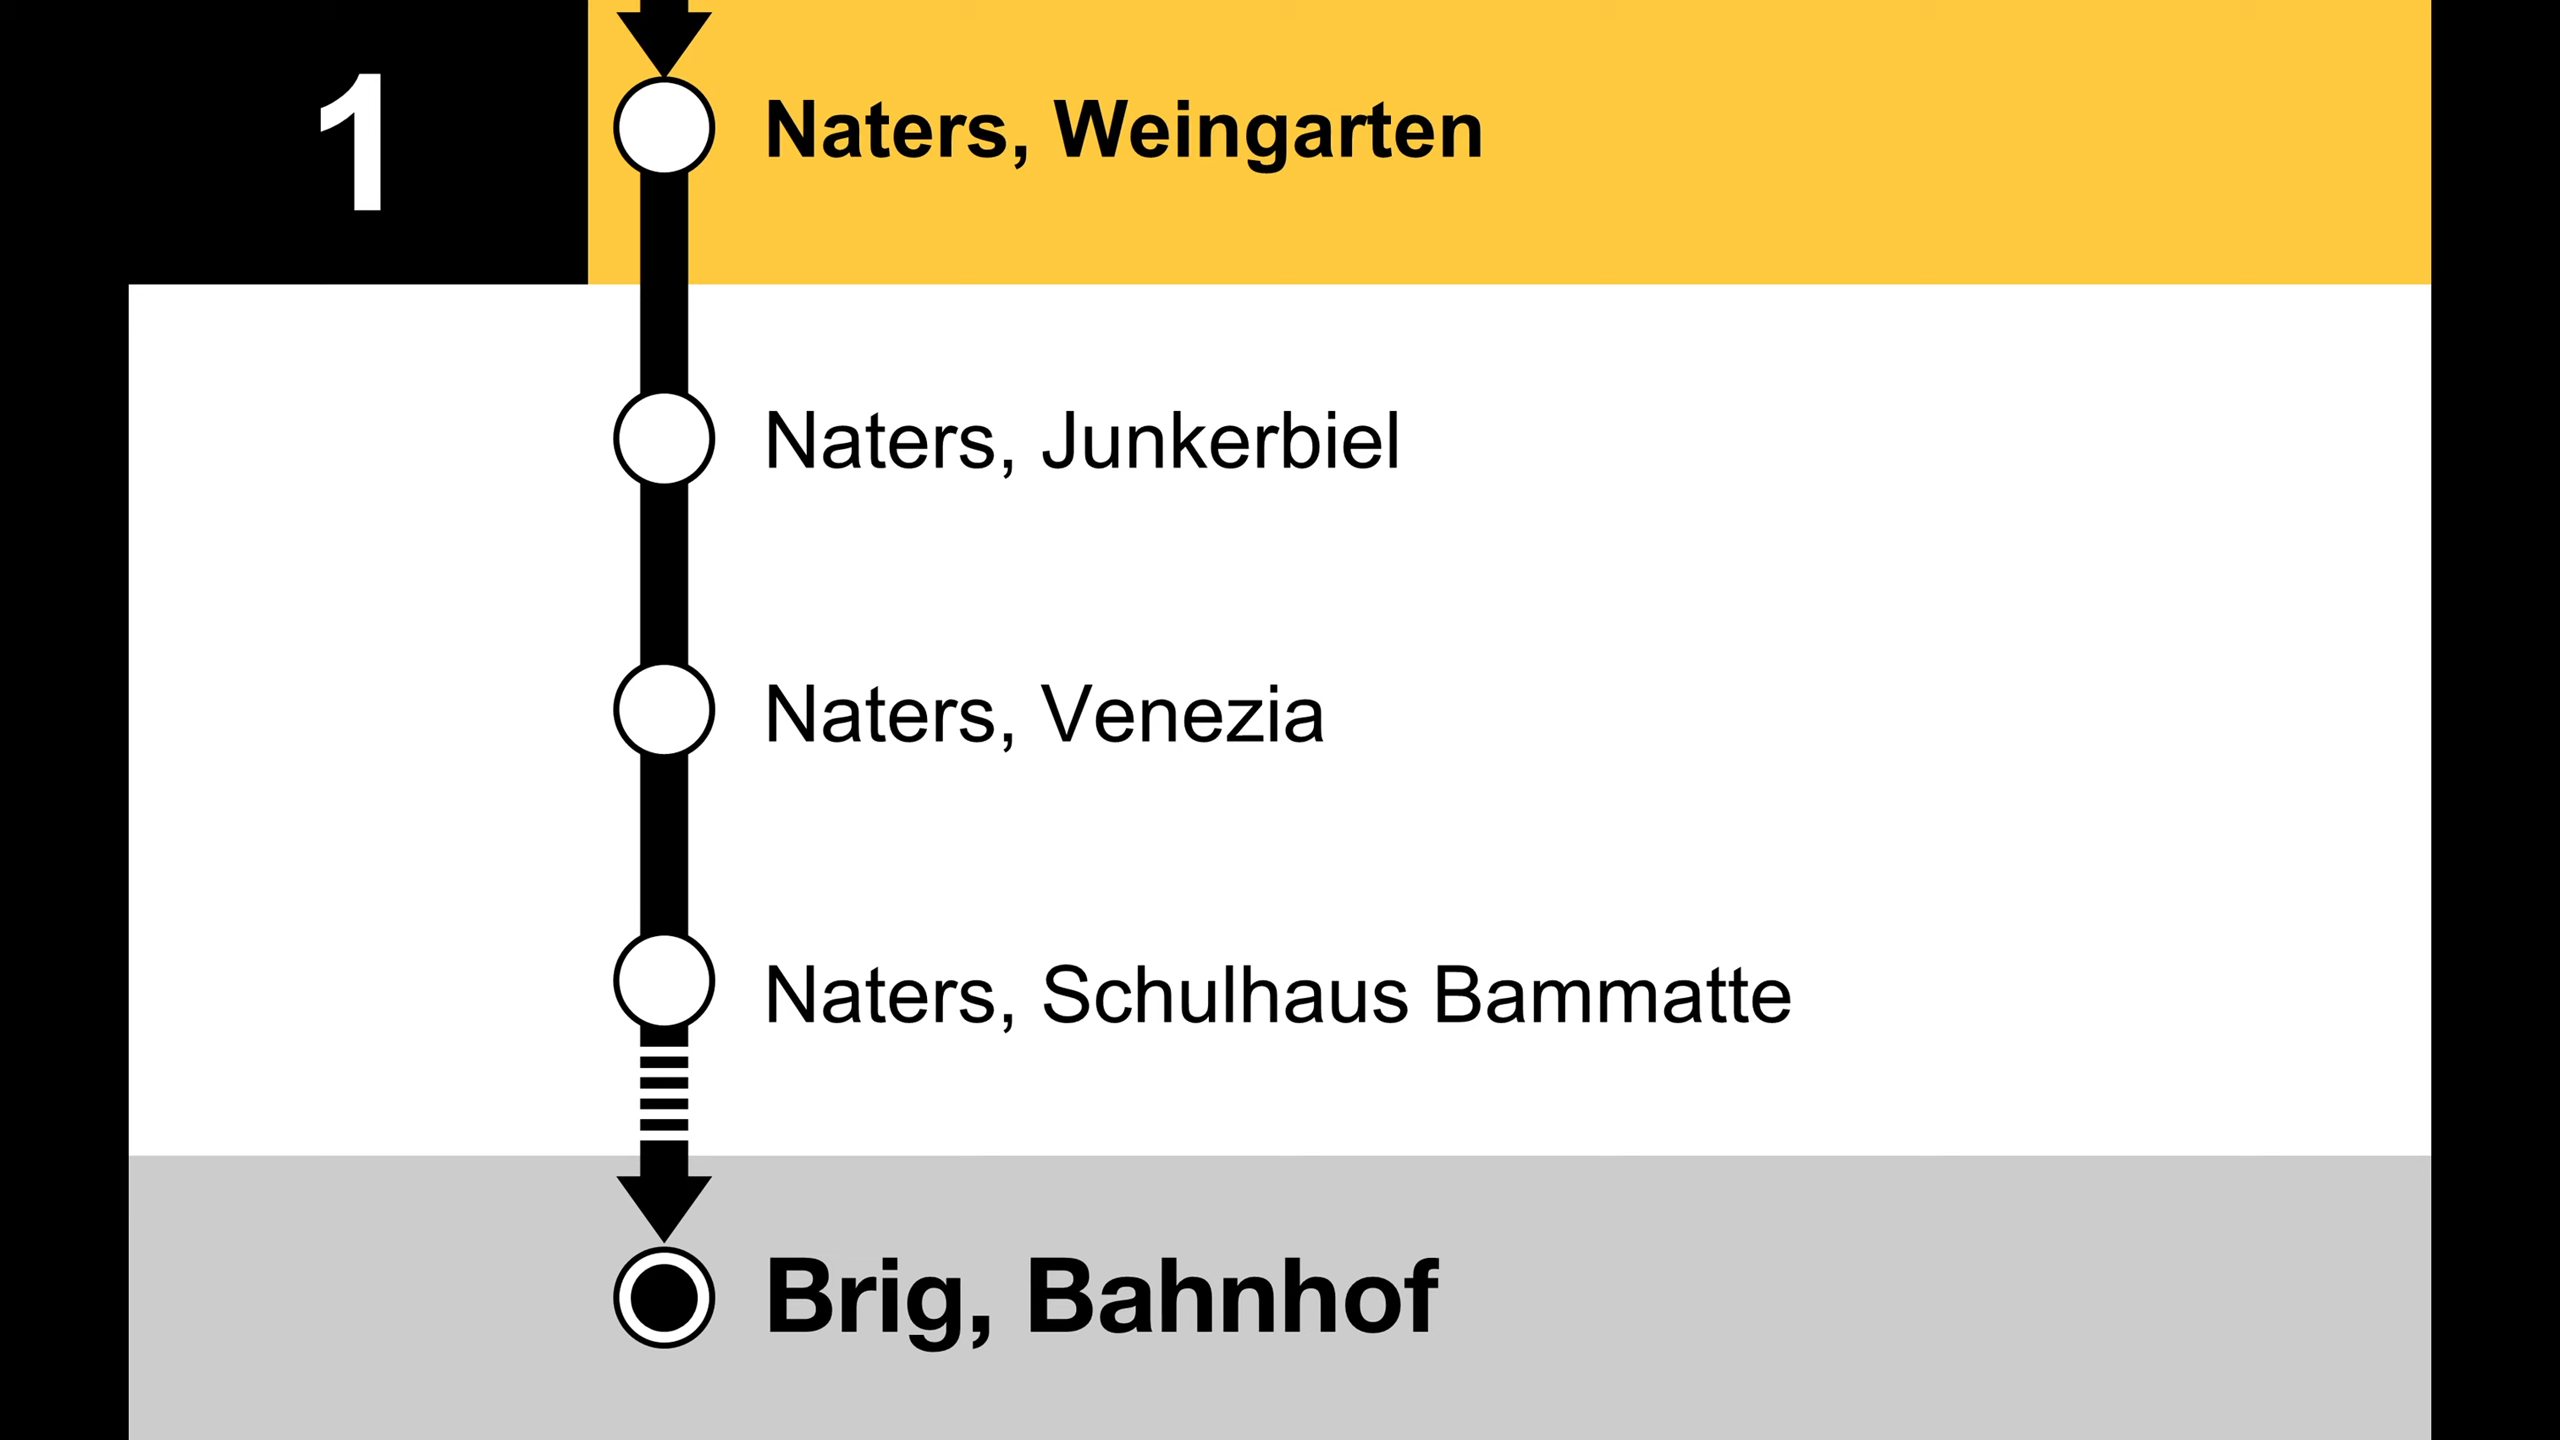 1
Naters, Weingarten
Naters, Junkerbiel
Naters, Venezia
Naters, Schulhaus Bammatte
Brig, Bahnhof